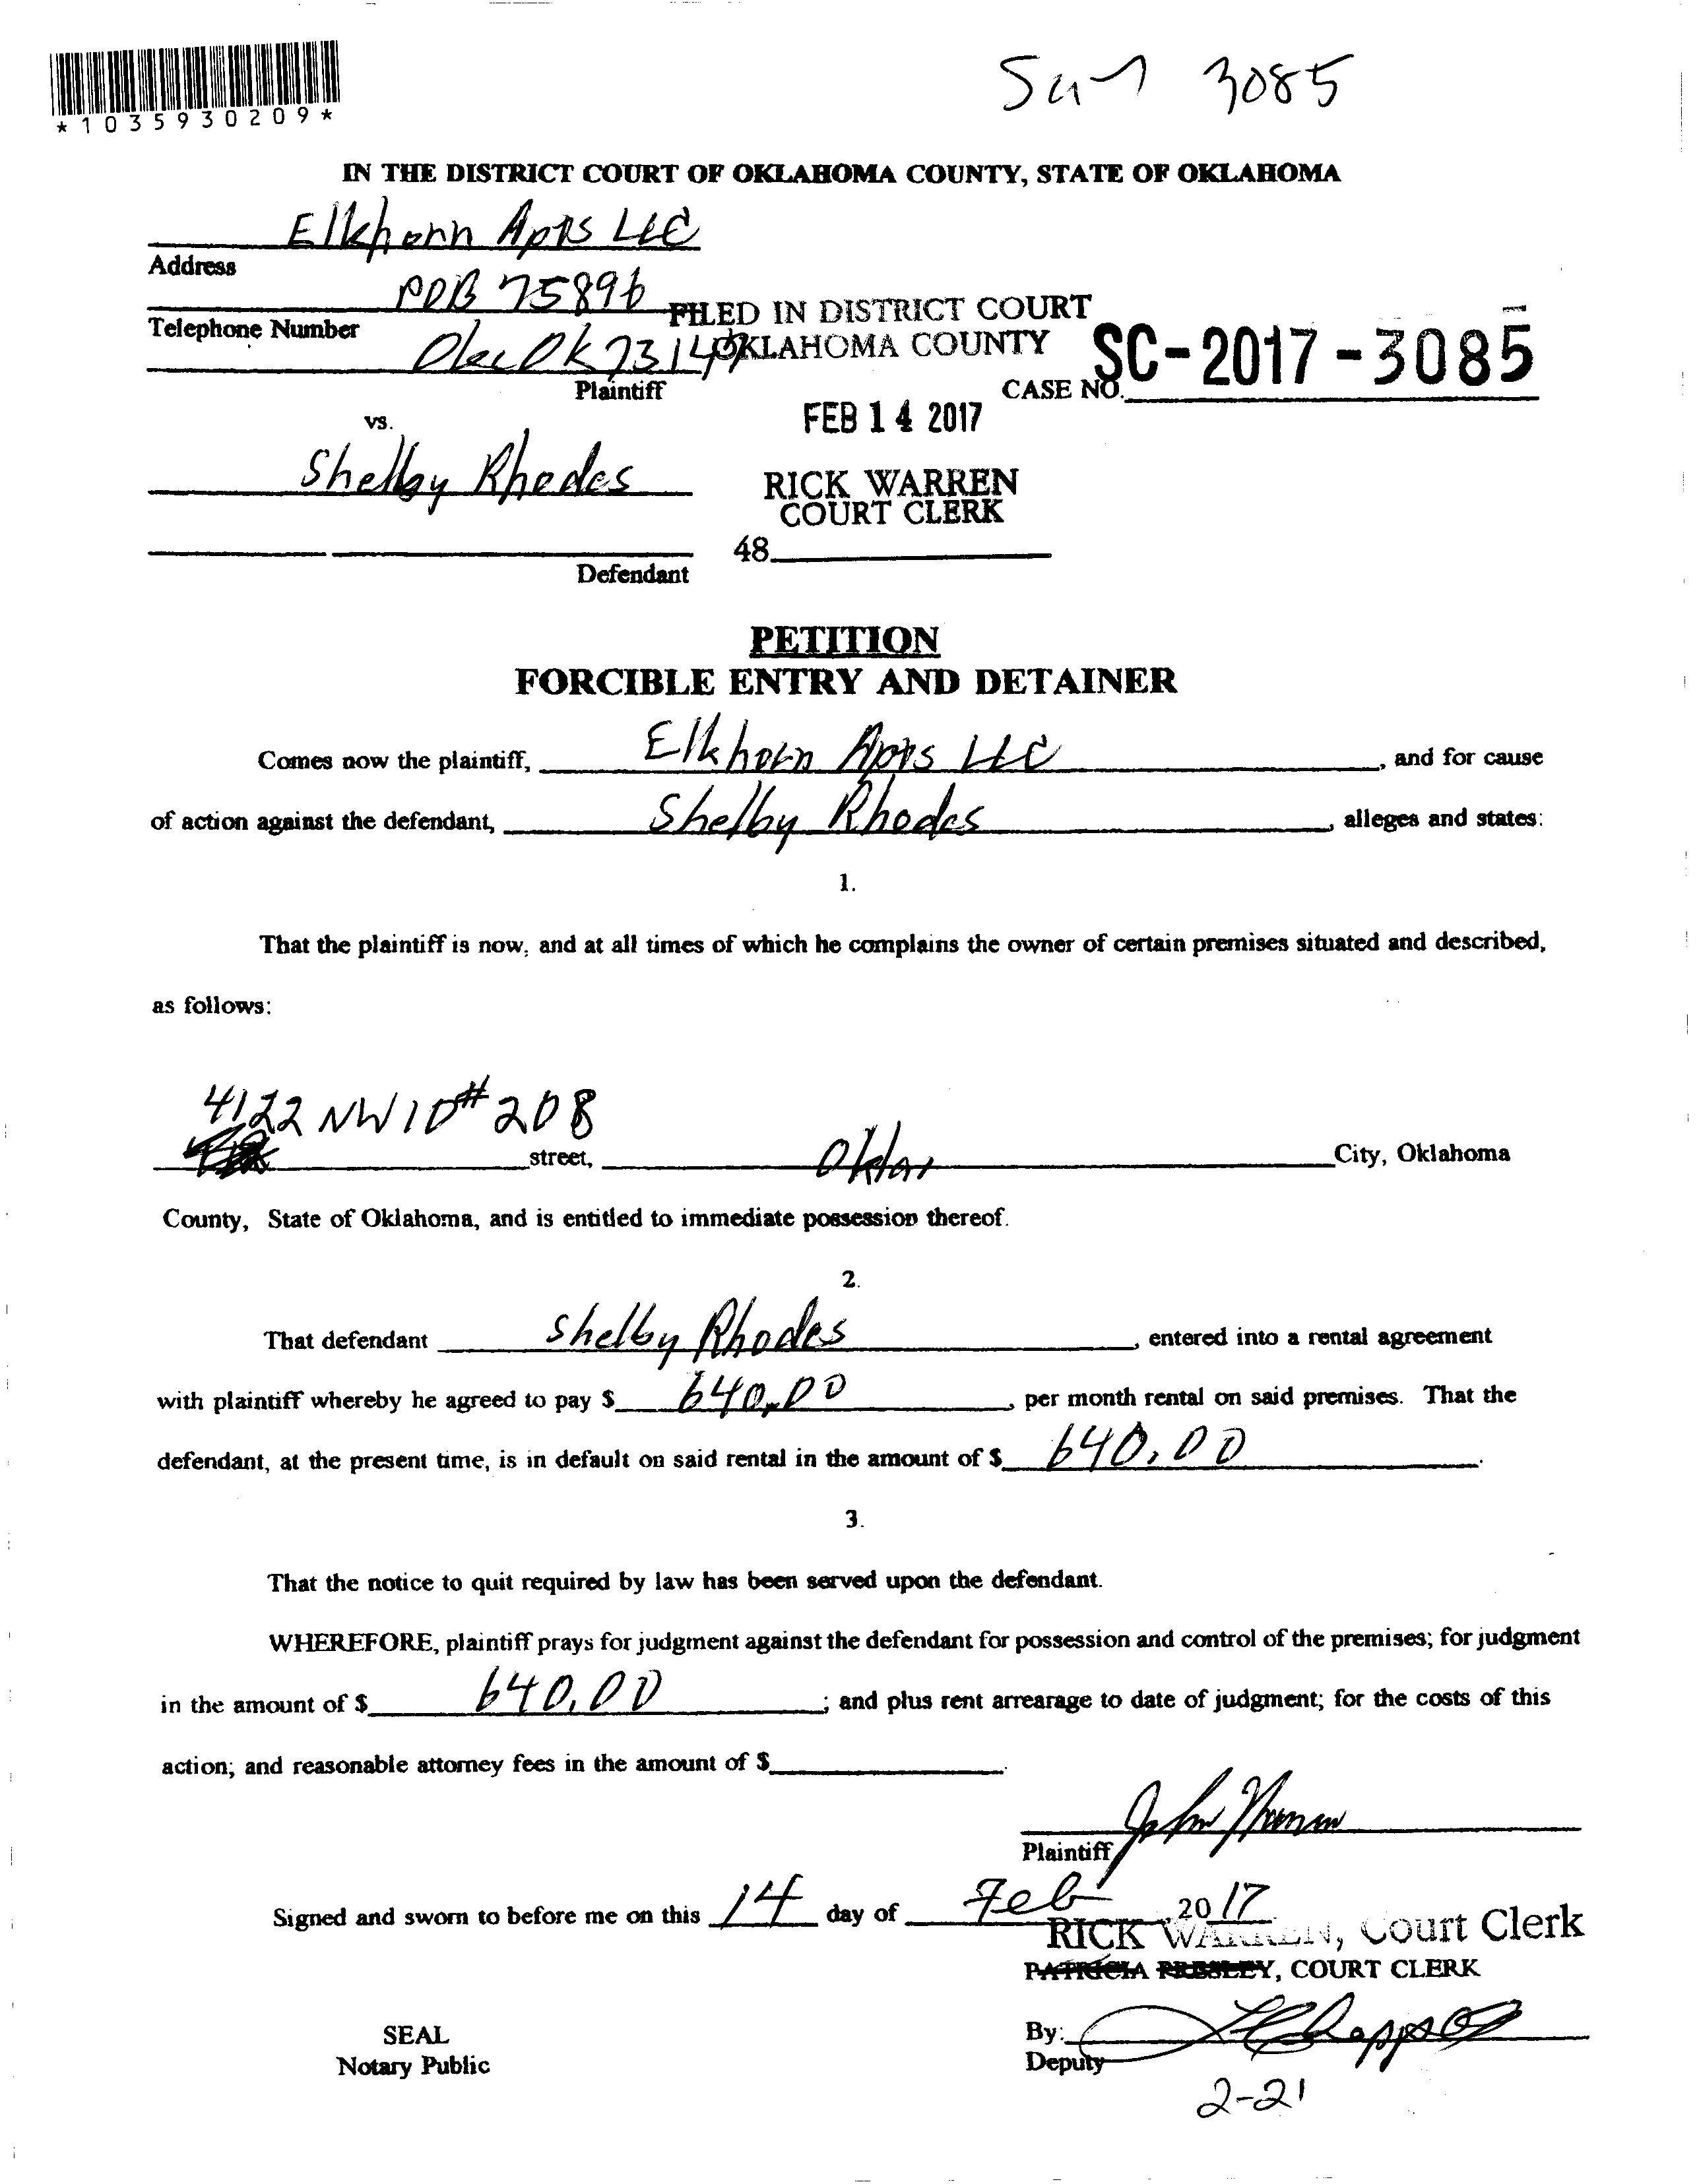 *1035930209*
3085
IN THE DISTRICT COURT OF OKLAHOMA COUNTY, STATE OF OKLAHOMA
Elkhorn Apts LLC
Address
POB 75896
Telephone Number
FILED IN DISTRICT COURT
OKLAHOMA COUNTY
Okc Ok 73147
Plaintiff
CASE NO. SC-2017-3085
vs.
FEB 14 2017
Shelby Rhodes
RICK WARREN
COURT CLERK
48
Defendant
PETITION
FORCIBLE ENTRY AND DETAINER
Comes now the plaintiff, Elkhorn Apts LLC, and for cause
of action against the defendant, Shelby Rhodes, alleges and states:
1.
That the plaintiff is now, and at all times of which he complains the owner of certain premises situated and described,
as follows:
4122 NW 10 #208
street, City, Oklahoma
County, State of Oklahoma, and is entitled to immediate possession thereof.
2.
That defendant Shelby Rhodes, entered into a rental agreement
with plaintiff whereby he agreed to pay $ 640.00, per month rental on said premises. That the
defendant, at the present time, is in default on said rental in the amount of $ 640.00.
3.
That the notice to quit required by law has been served upon the defendant.
WHEREFORE, plaintiff prays for judgment against the defendant for possession and control of the premises; for judgment
in the amount of $ 640.00; and plus rent arrearage to date of judgment; for the costs of this
action; and reasonable attorney fees in the amount of $
John
Plaintiff
Signed and sworn to before me on this 14 day of Feb, 2017
RICK WARREN, Court Clerk
PATRICIA PRESLEY, COURT CLERK
SEAL
Notary Public
By:
Deputy
2-21